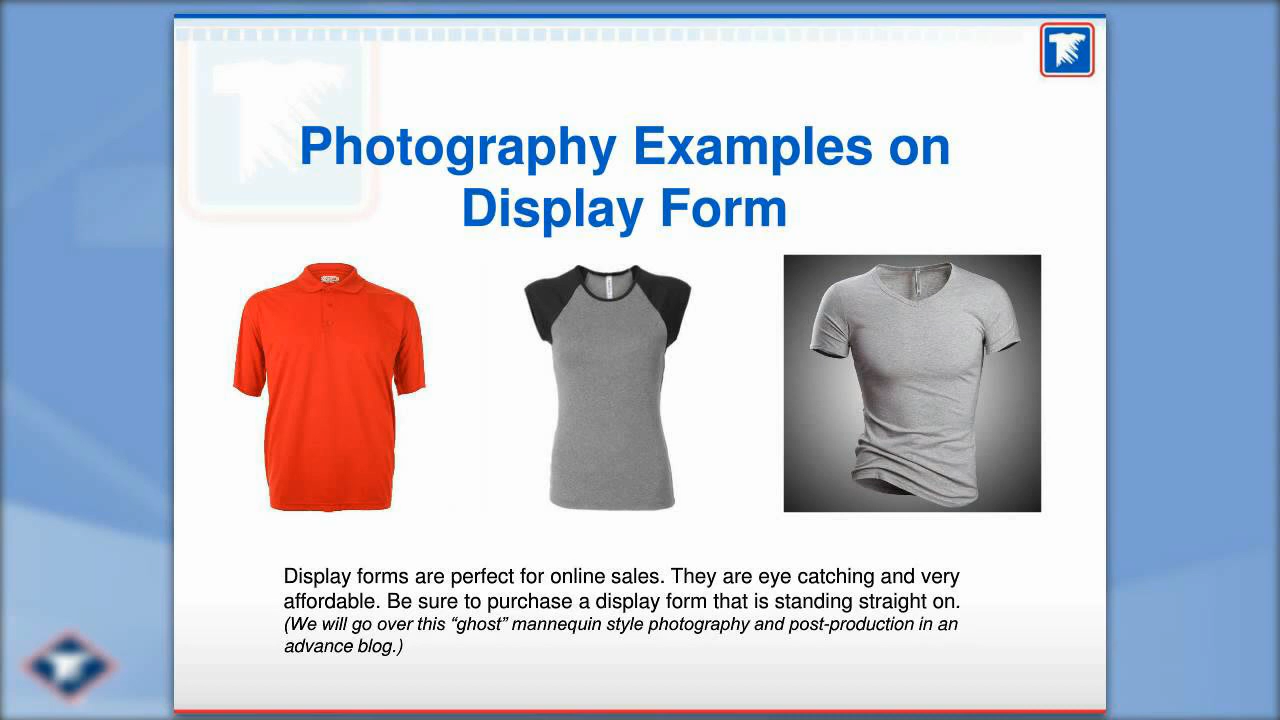 Photography Examples on
Display Form
Display forms are perfect for online sales. They are eye catching and very
affordable. Be sure to purchase a display form that is standing straight on.
(We will go over this “ghost” mannequin style photography and post-production in an
advance blog.)